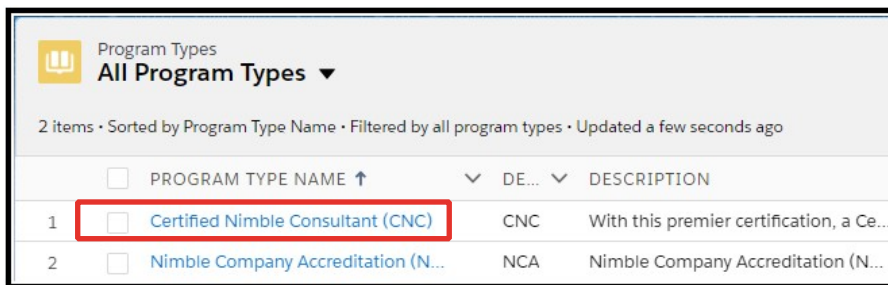 Program Types
All Program Types
2 items • Sorted by Program Type Name • Filtered by all program types • Updated a few seconds ago
PROGRAM TYPE NAME ↑ DE... DESCRIPTION
1 Certified Nimble Consultant (CNC) CNC With this premier certification, a Ce...
2 Nimble Company Accreditation (N... NCA Nimble Company Accreditation (N...